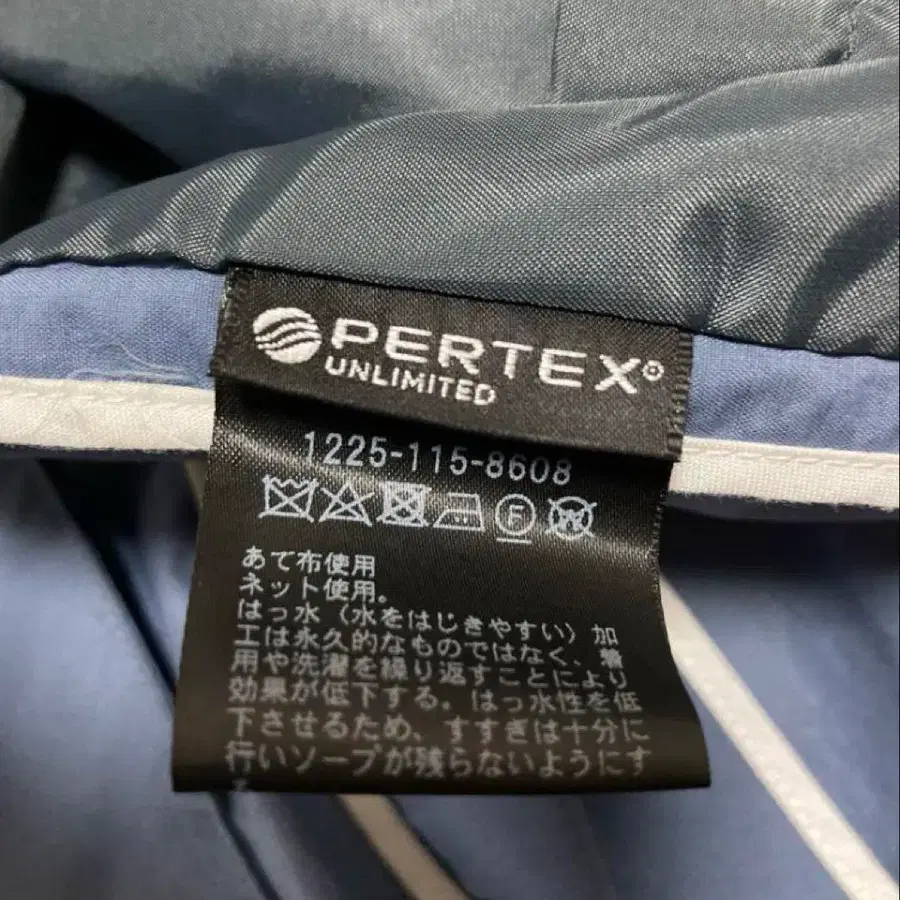 PERTEX
UNLIMITED
1225-115-8608
F
W
あて布使用
ネット使用。
はっ水（水をはじきやすい）加
工は永久的なものではなく、着
用や洗濯を繰り返すことにより
効果が低下する。はっ水性を低
下させるため、すすぎは十分に
行いソープが残らないようにす